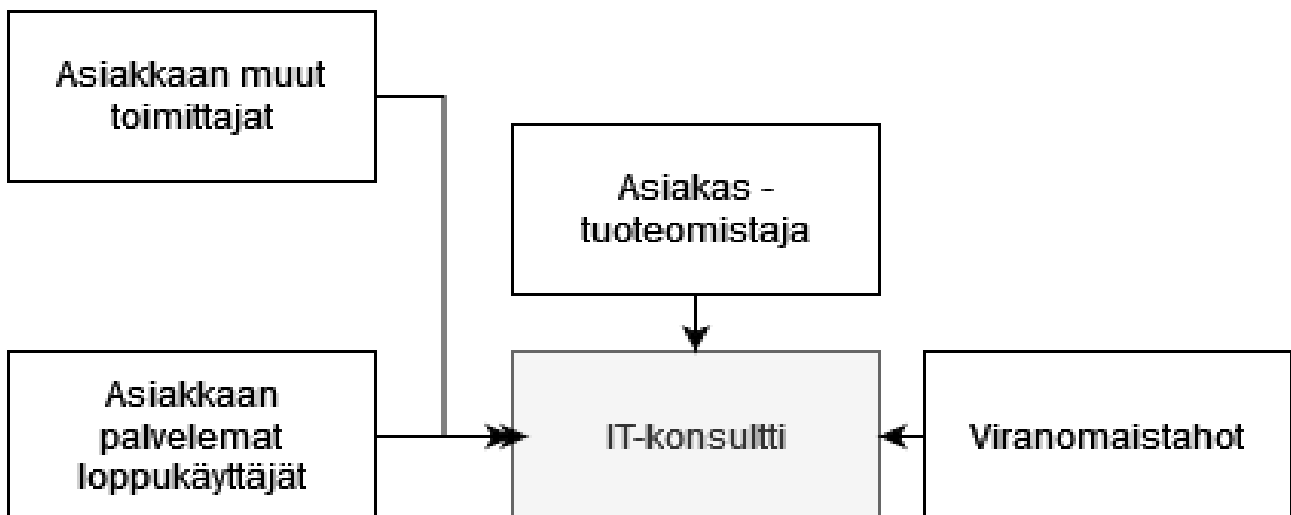 Asiakkaan muut
toimittajat
Asiakas -
tuoteomistaja
Asiakkaan
palvelemat
loppukäyttäjät
IT-konsultti
Viranomaistahot